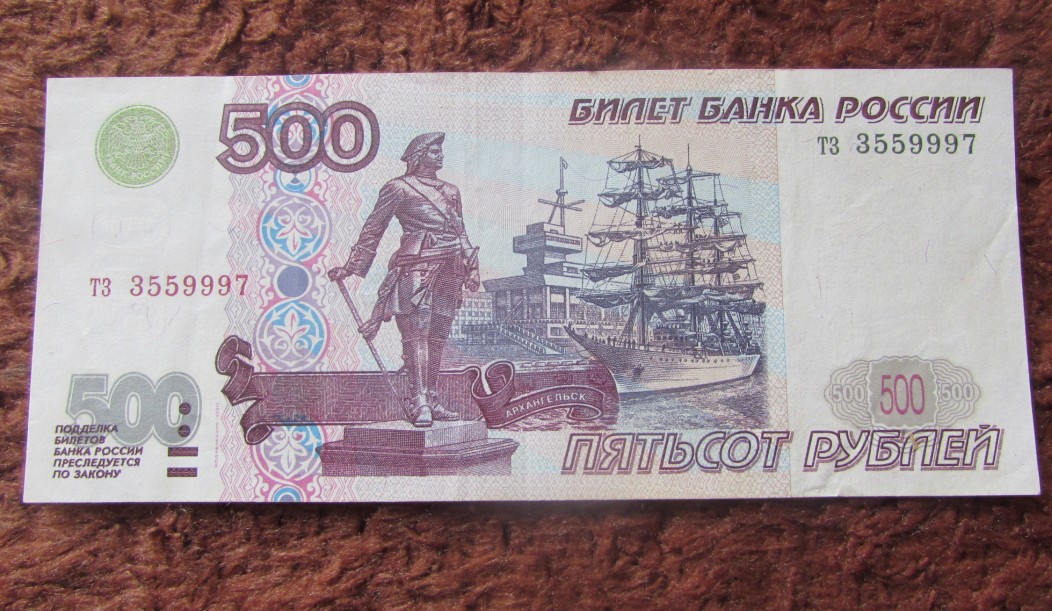 500
БИЛЕТ БАНКА РОССИИ
тз 3559997
тз 3559997
АРХАНГЕЛЬСК
500
500 500 500
ПОДДЕЛКА
БИЛЕТОВ
БАНКА РОССИИ
ПРЕСЛЕДУЕТСЯ
ПО ЗАКОНУ
ПЯТЬСОТ РУБЛЕЙ